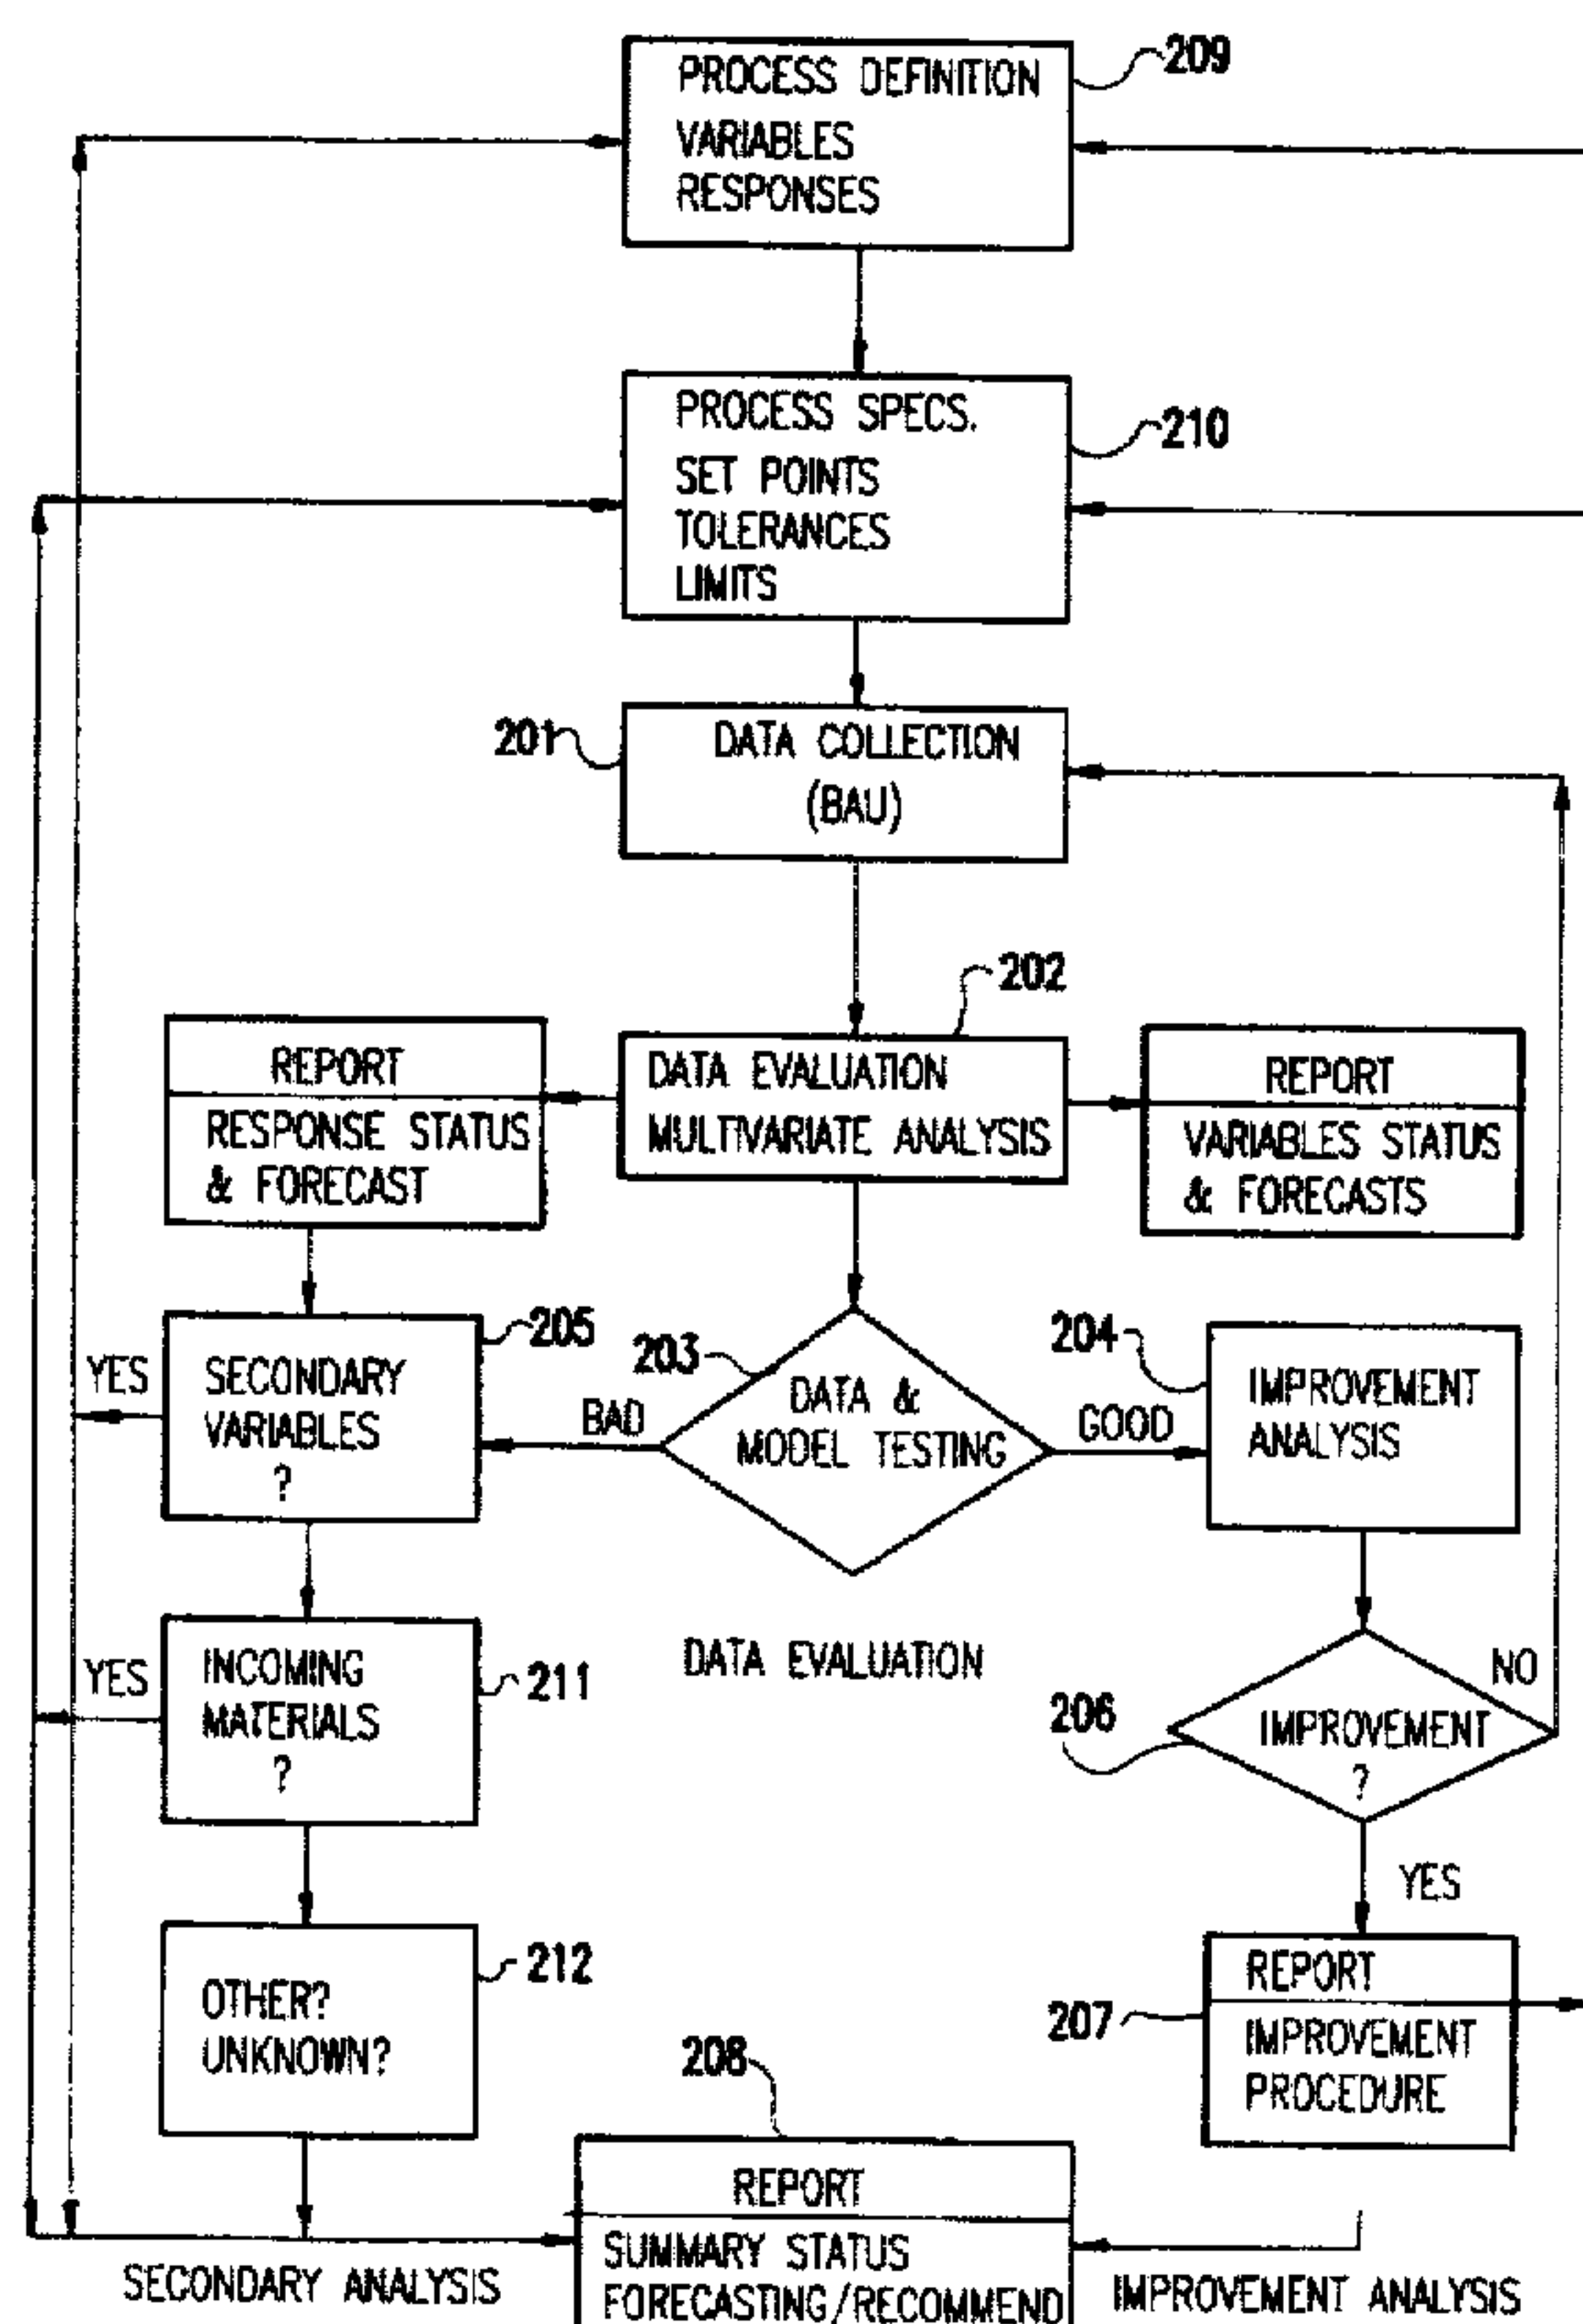 209
PROCESS DEFINITION
VARIABLES
RESPONSES
210
PROCESS SPECS.
SET POINTS
TOLERANCES
LIMITS
201
DATA COLLECTION
(BAU)
202
REPORT
RESPONSE STATUS
& FORECAST
DATA EVALUATION
MULTIVARIATE ANALYSIS
REPORT
VARIABLES STATUS
& FORECASTS
205
YES
SECONDARY
VARIABLES
?
BAD
203
DATA &
MODEL TESTING
GOOD
204
IMPROVEMENT
ANALYSIS
YES
INCOMING
MATERIALS
?
211
DATA EVALUATION
NO
206
IMPROVEMENT
?
YES
212
OTHER?
UNKNOWN?
207
REPORT
IMPROVEMENT
PROCEDURE
208
REPORT
SUMMARY STATUS
FORECASTING/RECOMMEND
SECONDARY ANALYSIS
IMPROVEMENT ANALYSIS